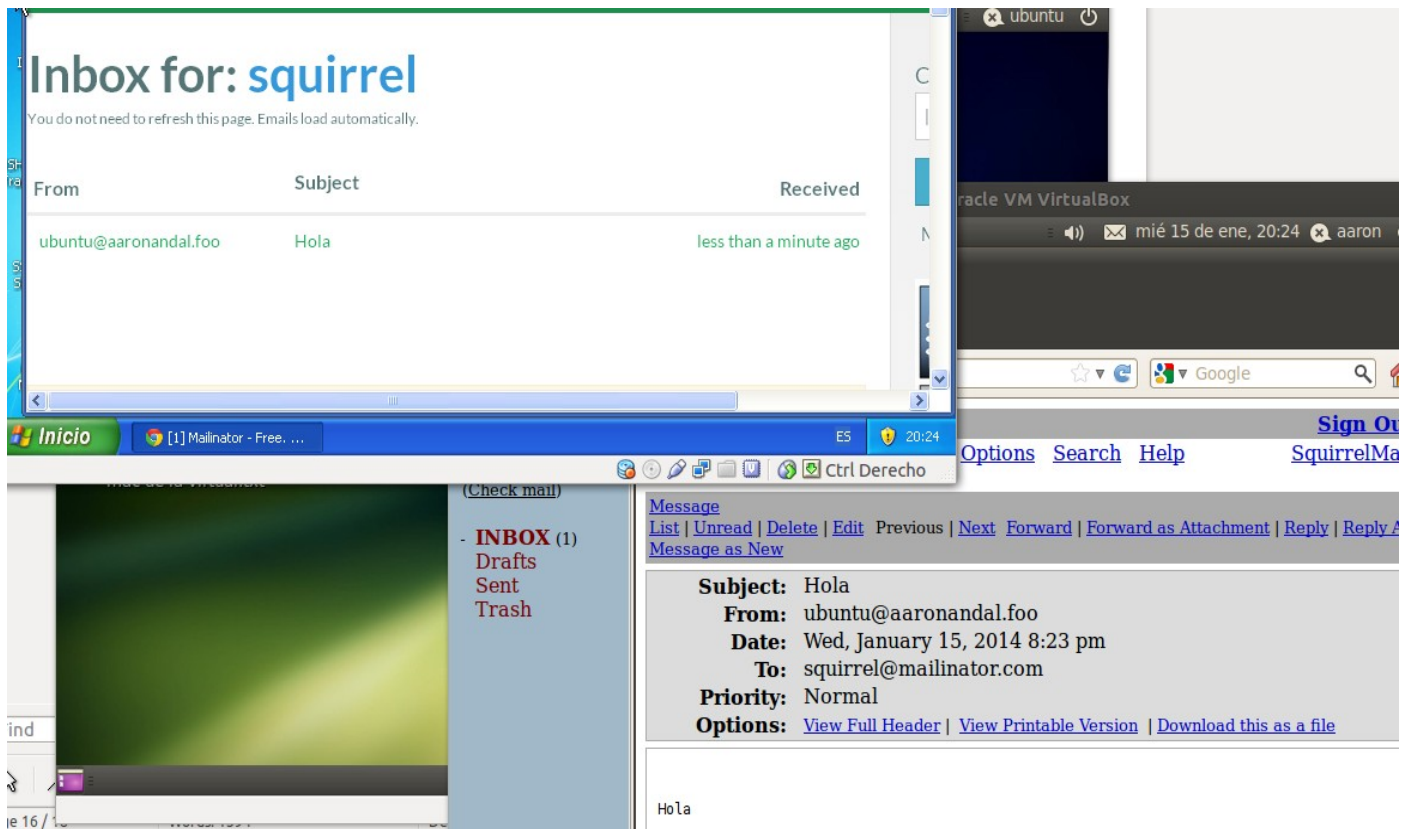 ubuntu
Inbox for: squirrel
You do not need to refresh this page. Emails load automatically.
From Subject Received
ubuntu@aaronandal.foo Hola less than a minute ago
racle VM VirtualBox
mié 15 de ene, 20:24 aaron
Google
Inicio [1] Mailinator - Free. ... ES 20:24
Ctrl Derecho
Sign Ou
Options Search Help SquirrelMa
(Check mail)
- INBOX (1)
Drafts
Sent
Trash
Message
List | Unread | Delete | Edit Previous | Next Forward | Forward as Attachment | Reply | Reply A
Message as New
Subject: Hola
From: ubuntu@aaronandal.foo
Date: Wed, January 15, 2014 8:23 pm
To: squirrel@mailinator.com
Priority: Normal
Options: View Full Header | View Printable Version | Download this as a file
Hola
ind